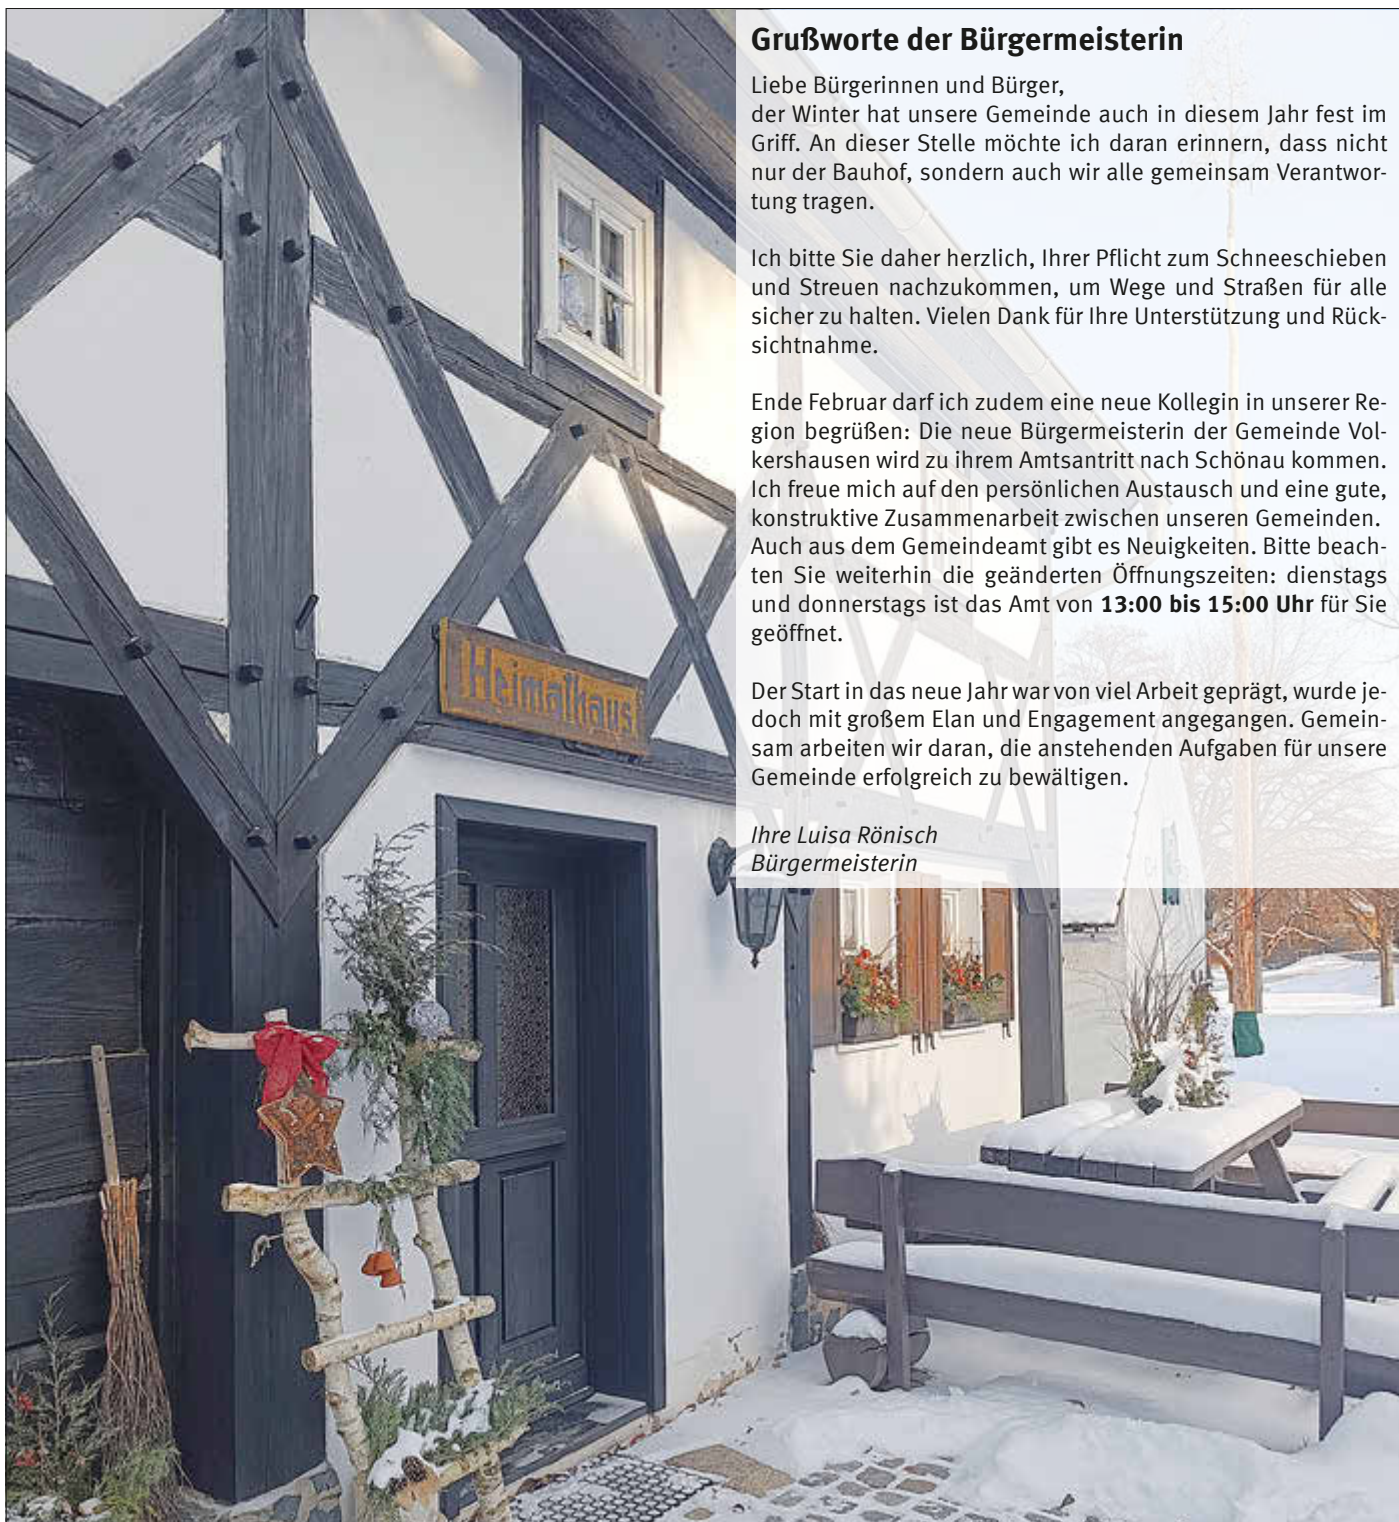 Grußworte der Bürgermeisterin
Liebe Bürgerinnen und Bürger,
der Winter hat unsere Gemeinde auch in diesem Jahr fest im
Griff. An dieser Stelle möchte ich daran erinnern, dass nicht
nur der Bauhof, sondern auch wir alle gemeinsam Verantwor-
tung tragen.
Ich bitte Sie daher herzlich, Ihrer Pflicht zum Schneeschieben
und Streuen nachzukommen, um Wege und Straßen für alle
sicher zu halten. Vielen Dank für Ihre Unterstützung und Rück-
sichtnahme.
Ende Februar darf ich zudem eine neue Kollegin in unserer Re-
gion begrüßen: Die neue Bürgermeisterin der Gemeinde Vol-
kershausen wird zu ihrem Amtsantritt nach Schönau kommen.
Ich freue mich auf den persönlichen Austausch und eine gute,
konstruktive Zusammenarbeit zwischen unseren Gemeinden.
Auch aus dem Gemeindeamt gibt es Neuigkeiten. Bitte beach-
ten Sie weiterhin die geänderten Öffnungszeiten: dienstags
und donnerstags ist das Amt von 13:00 bis 15:00 Uhr für Sie
geöffnet.
Der Start in das neue Jahr war von viel Arbeit geprägt, wurde je-
doch mit großem Elan und Engagement angegangen. Gemein-
sam arbeiten wir daran, die anstehenden Aufgaben für unsere
Gemeinde erfolgreich zu bewältigen.
Ihre Luisa Rönisch
Bürgermeisterin
Heimathaus